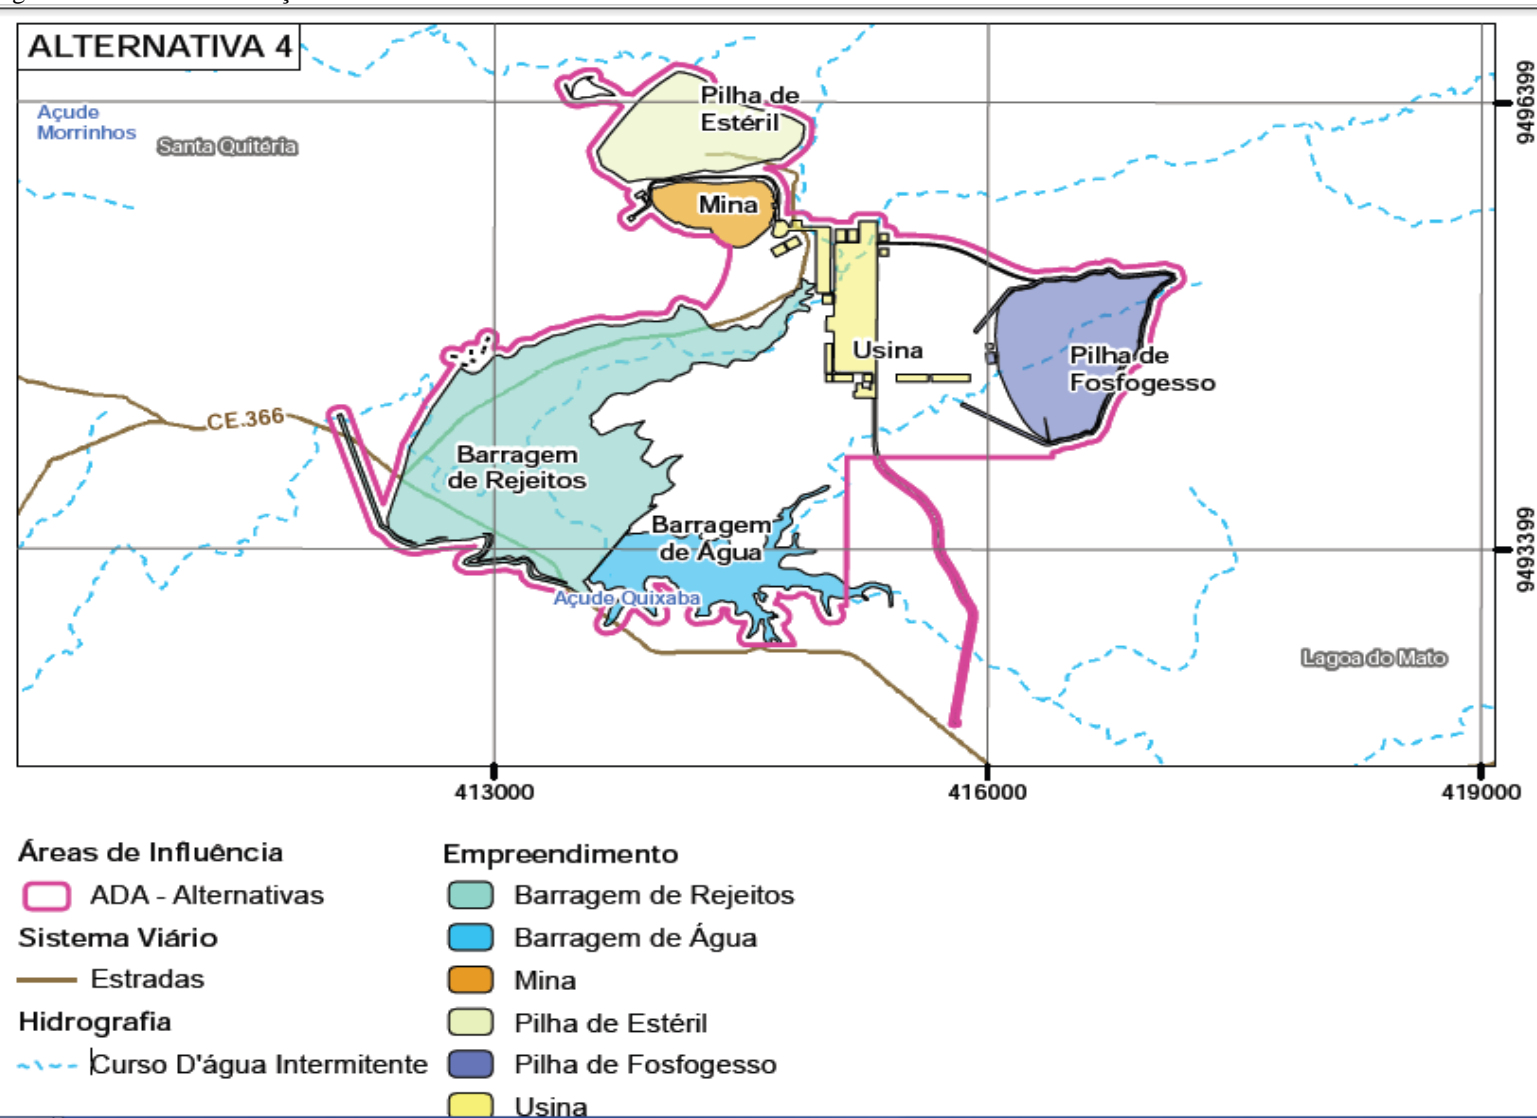 ALTERNATIVA 4
Açude
Morrinhos
Santa Quitéria
Pilha de
Estéril
Mina
9496399
Usina
Pilha de
Fosfogesso
CE.366
Barragem
de Rejeitos
Barragem
de Água
9493399
Açude Quixaba
Lagoa do Mato
413000
416000
419000
Áreas de Influência
ADA - Alternativas
Sistema Viário
Estradas
Hidrografia
Curso D'água Intermitente
Empreendimento
Barragem de Rejeitos
Barragem de Água
Mina
Pilha de Estéril
Pilha de Fosfogesso
Usina